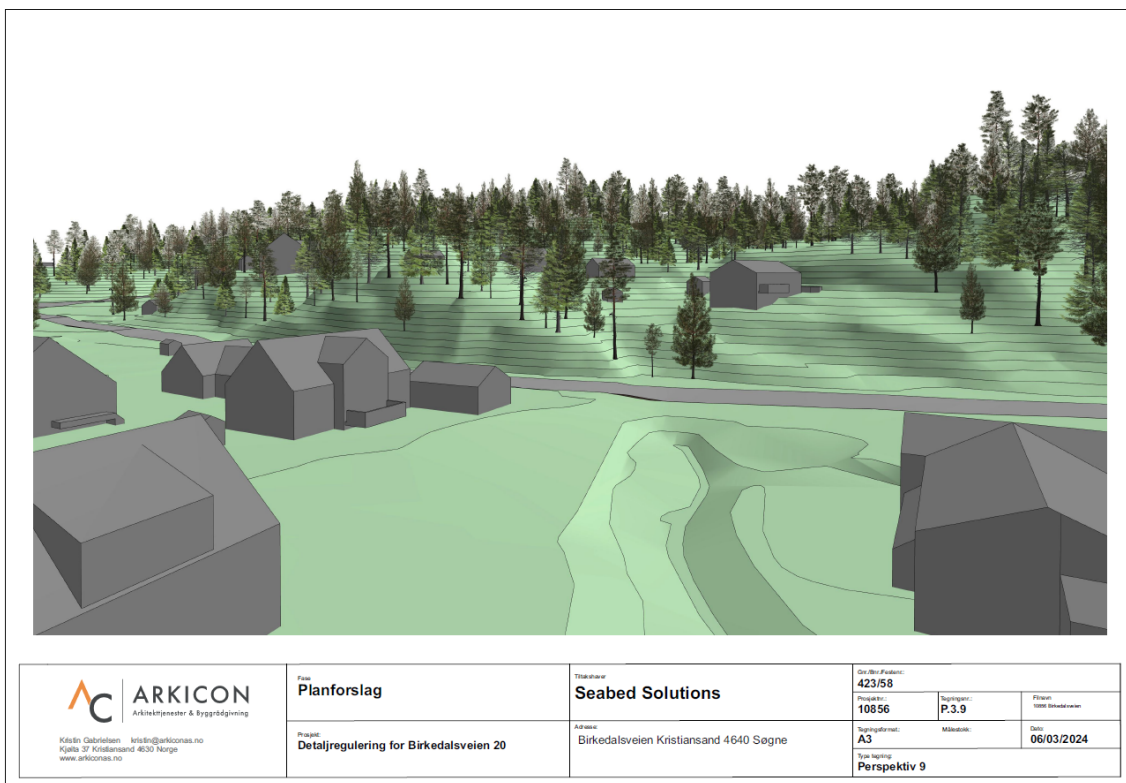 AC ARKICON
Arkitekttjenester & Byggrådgivning
Kristin Gabrielsen kristin@arkiconas.no
Kjøita 37 Kristiansand 4630 Norge
www.arkiconas.no
Fase
Planforslag
Prosjekt:
Detaljregulering for Birkedalsveien 20
Tiltakshaver
Seabed Solutions
Adresse:
Birkedalsveien Kristiansand 4640 Søgne
Gnr./Bnr./Festenr.:
423/58
Prosjektnr.:
10856
Tegningsnr.:
P.3.9
Filnavn
10856 Birkedalsveien
Tegningsformat:
A3
Målestokk:
Dato:
06/03/2024
Type tegning:
Perspektiv 9